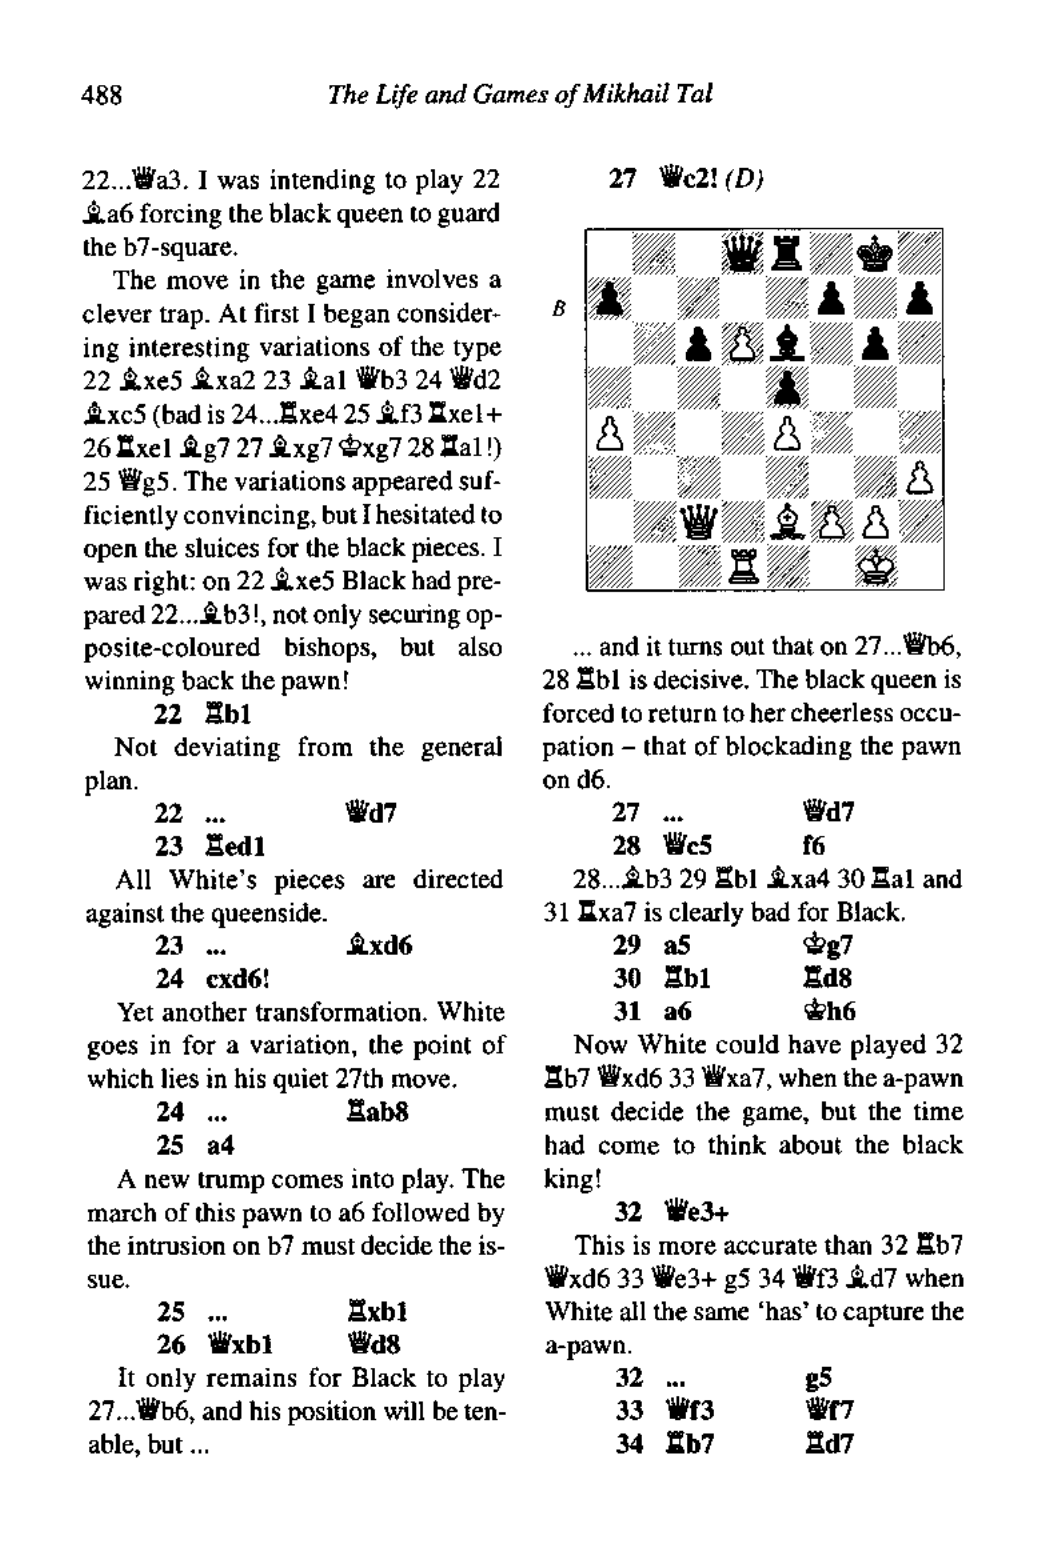 488
The Life and Games of Mikhail Tal
22...♛a3. I was intending to play 22
♗a6 forcing the black queen to guard
the b7-square.
The move in the game involves a
clever trap. At first I began consider-
ing interesting variations of the type
22 ♗xe5 ♗xa2 23 ♗a1 ♛b3 24 ♛d2
♗xc5 (bad is 24...♖xe4 25 ♗f3 ♖xe1+
26 ♖xe1 ♗g7 27 ♗xg7 ♔xg7 28 ♖a1!)
25 ♛g5. The variations appeared suf-
ficiently convincing, but I hesitated to
open the sluices for the black pieces. I
was right: on 22 ♗xe5 Black had pre-
pared 22...♗b3!, not only securing op-
posite-coloured bishops, but also
winning back the pawn!
22 ♖b1
Not deviating from the general
plan.
22 ... ♛d7
23 ♖ed1
All White's pieces are directed
against the queenside.
23 ... ♗xd6
24 cxd6!
Yet another transformation. White
goes in for a variation, the point of
which lies in his quiet 27th move.
24 ... ♖ab8
25 a4
A new trump comes into play. The
march of this pawn to a6 followed by
the intrusion on b7 must decide the is-
sue.
25 ... ♖xb1
26 ♛xb1 ♛d8
It only remains for Black to play
27...♛b6, and his position will be ten-
able, but ...
27 ♛c2! (D)
B
... and it turns out that on 27...♛b6,
28 ♖b1 is decisive. The black queen is
forced to return to her cheerless occu-
pation – that of blockading the pawn
on d6.
27 ... ♛d7
28 ♛c5 f6
28...♗b3 29 ♖b1 ♗xa4 30 ♖a1 and
31 ♖xa7 is clearly bad for Black.
29 a5 ♔g7
30 ♖b1 ♖d8
31 a6 ♔h6
Now White could have played 32
♖b7 ♛xd6 33 ♛xa7, when the a-pawn
must decide the game, but the time
had come to think about the black
king!
32 ♛e3+
This is more accurate than 32 ♖b7
♛xd6 33 ♛e3+ g5 34 ♛f3 ♗d7 when
White all the same 'has' to capture the
a-pawn.
32 ... g5
33 ♛f3 ♛f7
34 ♖b7 ♖d7